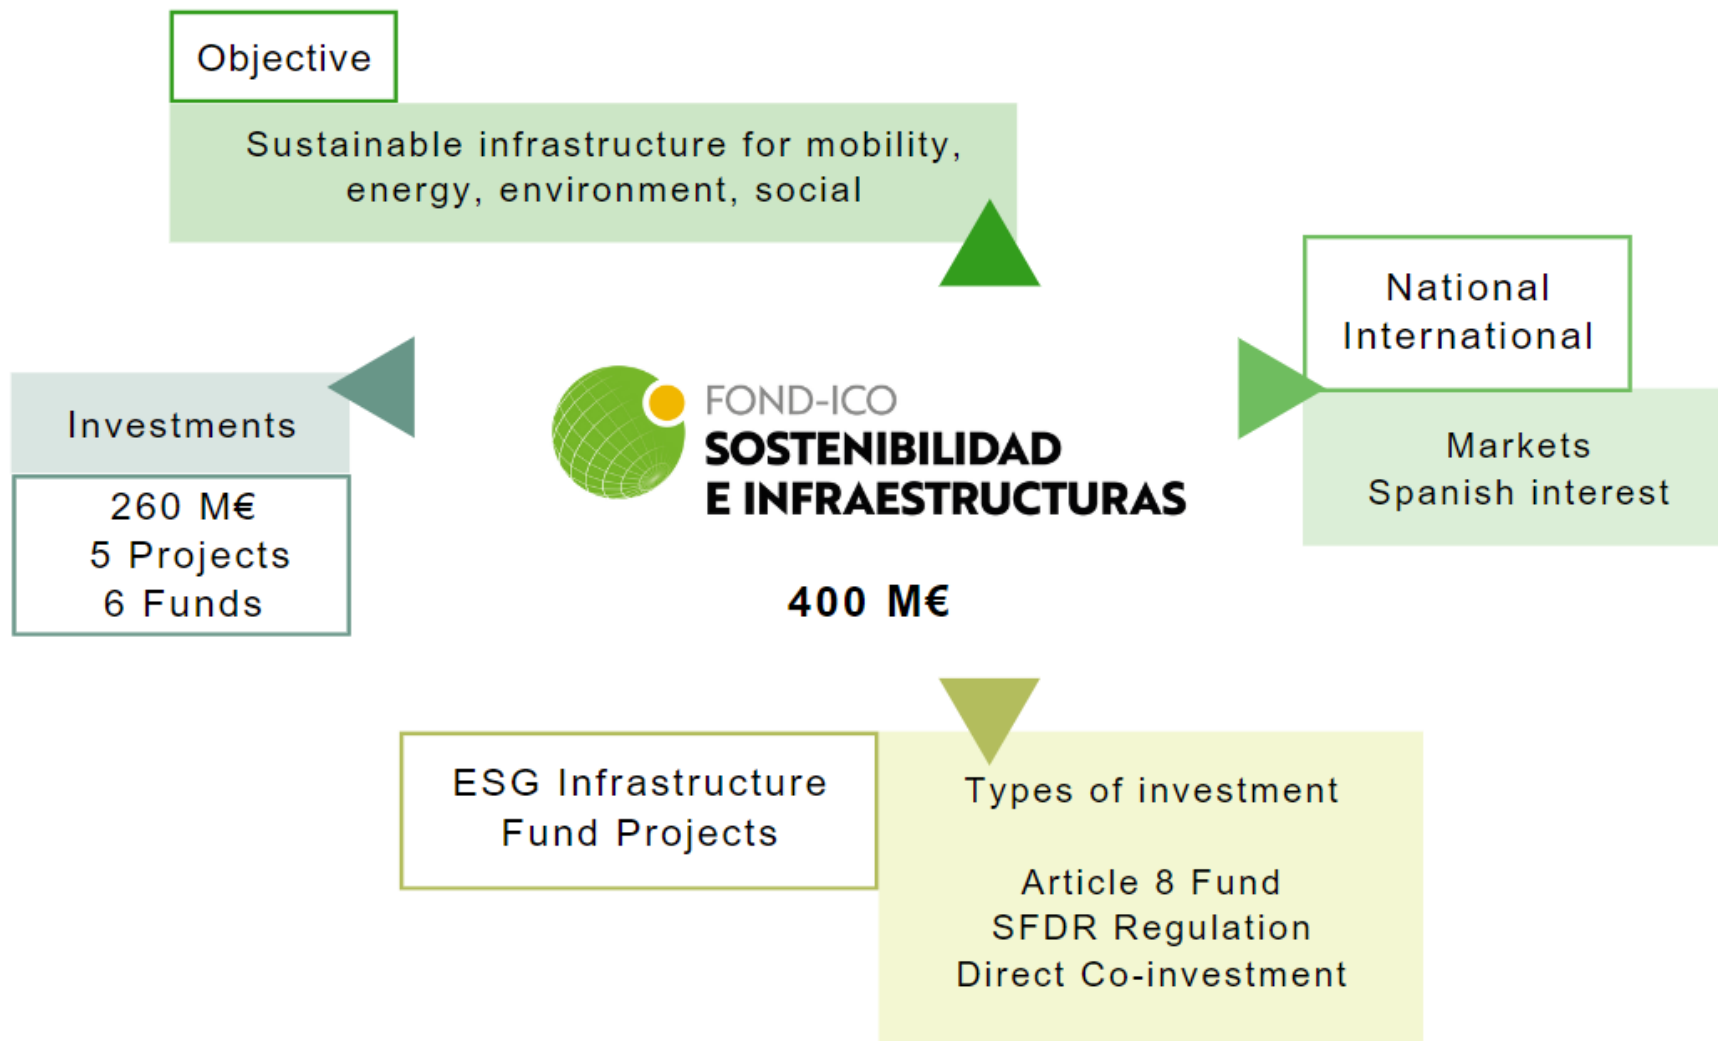 Objective
Sustainable infrastructure for mobility,
energy, environment, social
National
International
Markets
Spanish interest
Investments
260 M€
5 Projects
6 Funds
FOND-ICO
SOSTENIBILIDAD
E INFRAESTRUCTURAS
400 M€
ESG Infrastructure
Fund Projects
Types of investment
Article 8 Fund
SFDR Regulation
Direct Co-investment